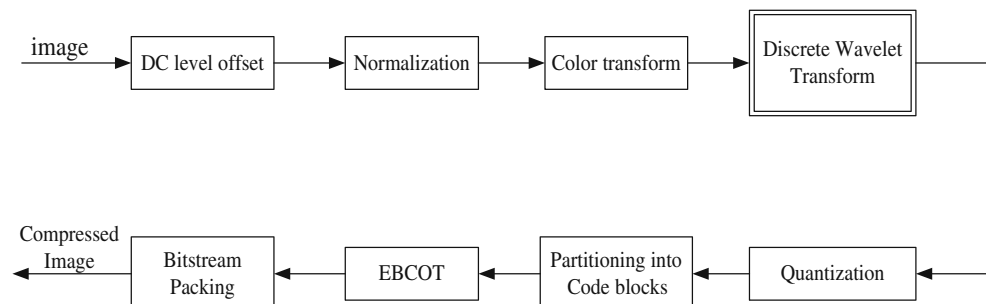 image
DC level offset
Normalization
Color transform
Discrete Wavelet
Transform
Compressed
Image
Bitstream
Packing
EBCOT
Partitioning into
Code blocks
Quantization